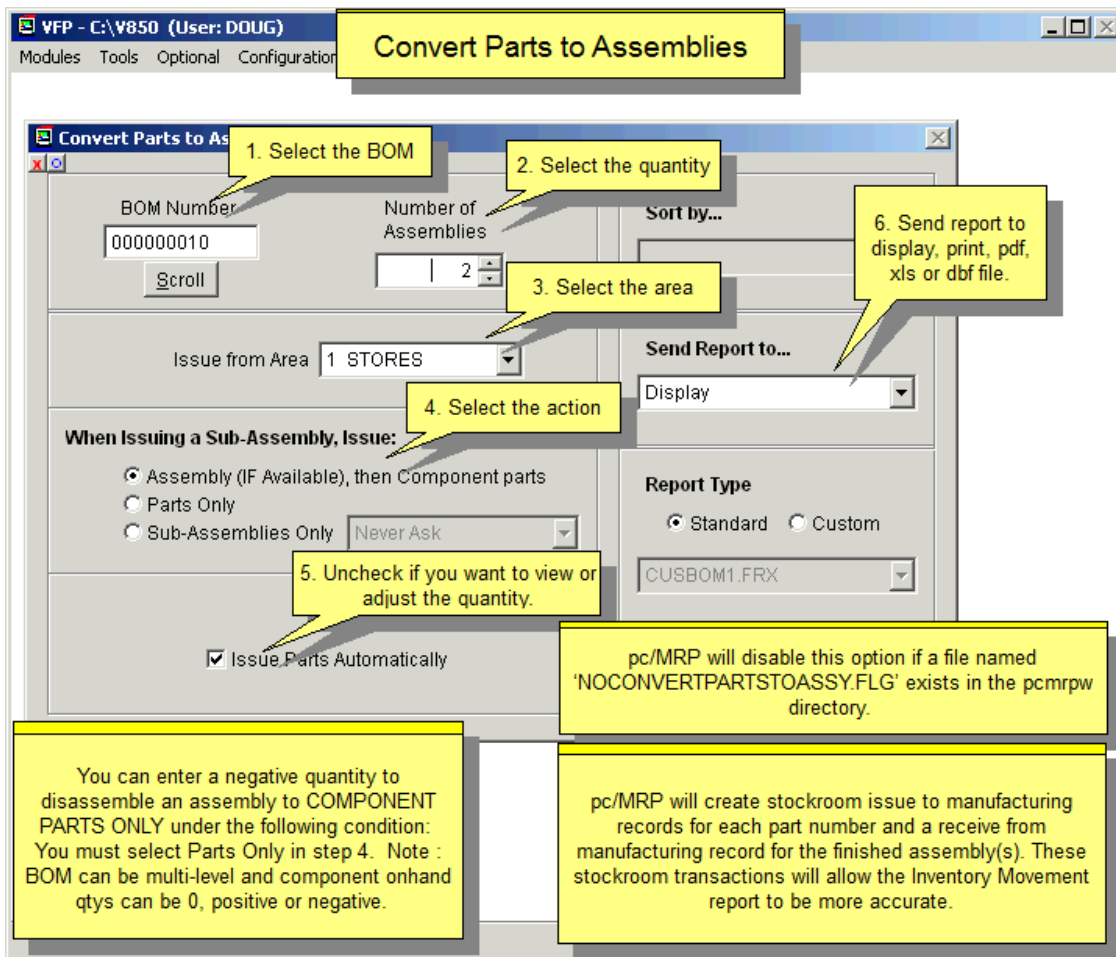 VFP - C:\V850 (User: DOUG)
Convert Parts to Assemblies
Modules Tools Optional Configuration
Convert Parts to As
1. Select the BOM
2. Select the quantity
BOM Number
000000010
Scroll
Number of
Assemblies
2
Sort by...
6. Send report to
display, print, pdf,
xls or dbf file.
3. Select the area
Issue from Area 1 STORES
Send Report to...
Display
4. Select the action
When Issuing a Sub-Assembly, Issue:
Assembly (IF Available), then Component parts
Parts Only
Sub-Assemblies Only Never Ask
Report Type
Standard Custom
CUSBOM1.FRX
5. Uncheck if you want to view or
adjust the quantity.
Issue Parts Automatically
pc/MRP will disable this option if a file named
‘NOCONVERTPARTSTOASSY.FLG’ exists in the pcmrpw
directory.
You can enter a negative quantity to
disassemble an assembly to COMPONENT
PARTS ONLY under the following condition:
You must select Parts Only in step 4. Note :
BOM can be multi-level and component onhand
qtys can be 0, positive or negative.
pc/MRP will create stockroom issue to manufacturing
records for each part number and a receive from
manufacturing record for the finished assembly(s). These
stockroom transactions will allow the Inventory Movement
report to be more accurate.